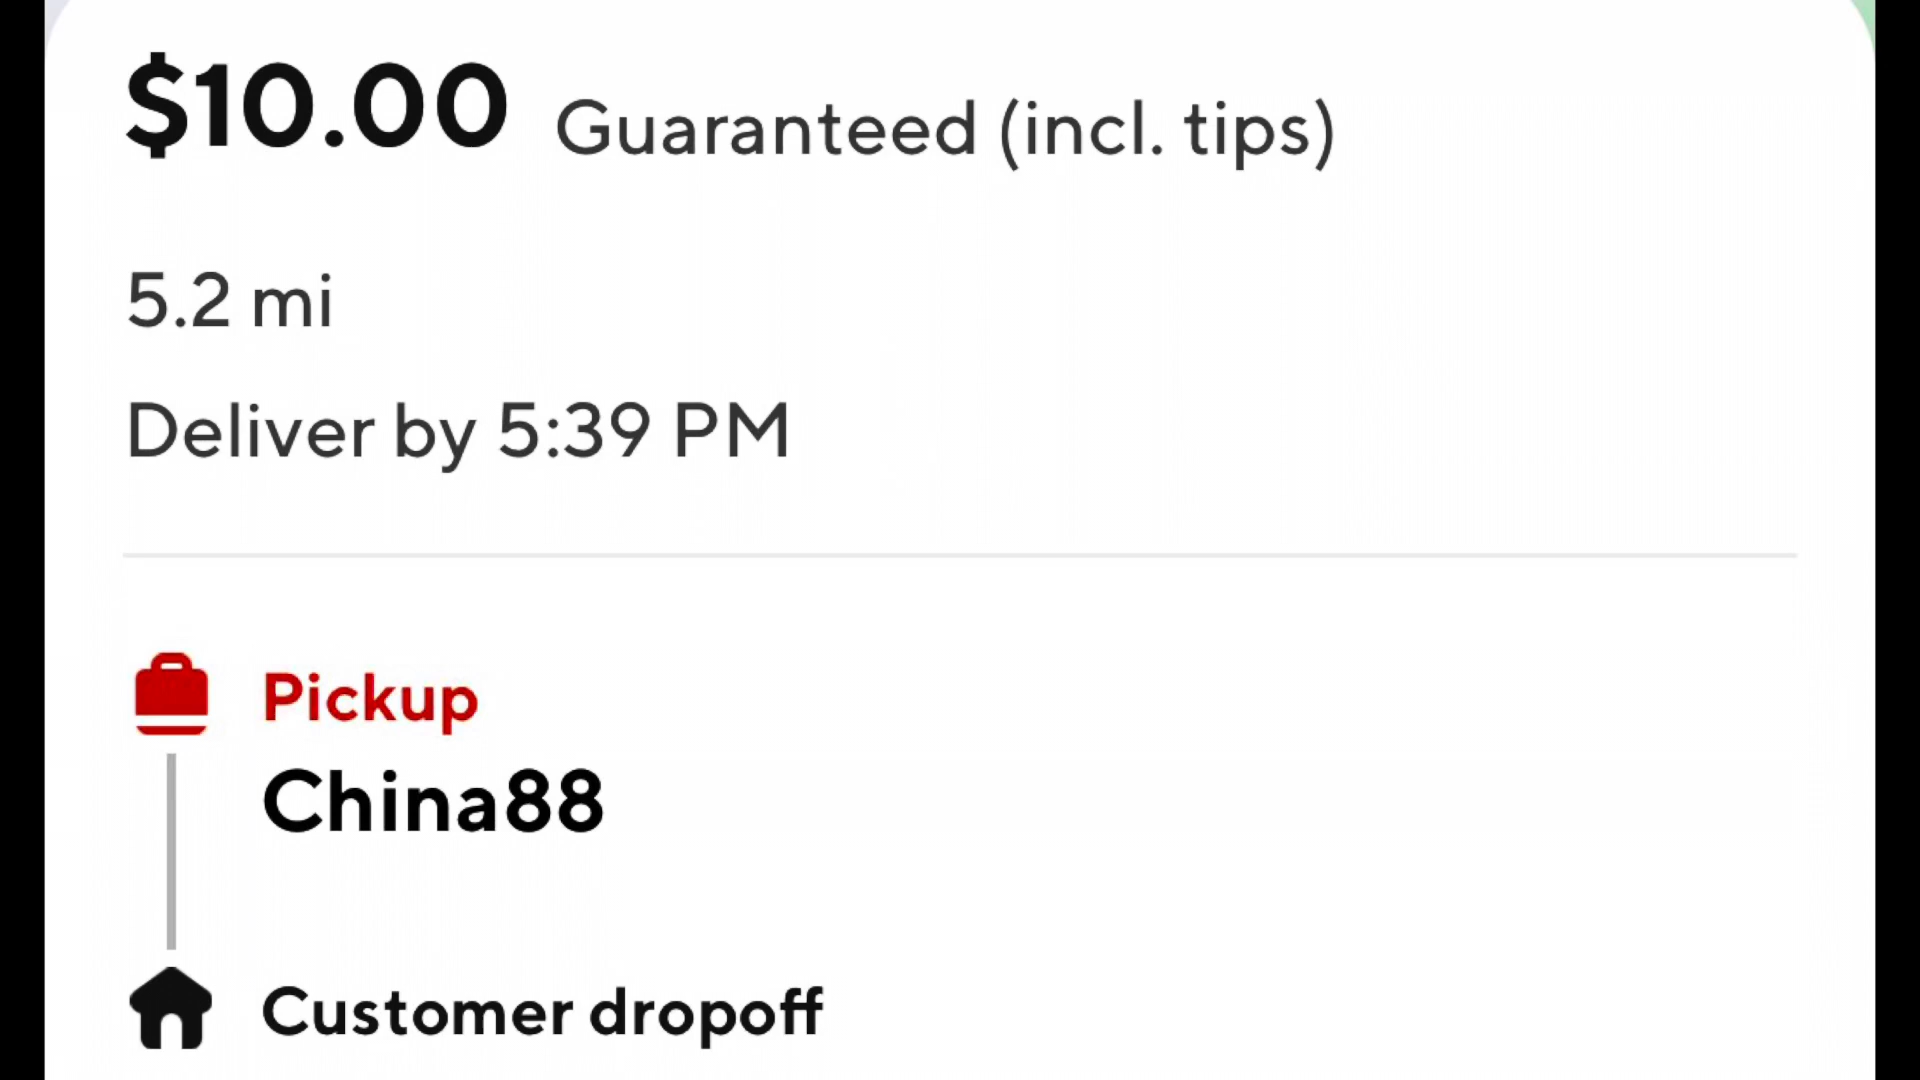 $10.00 Guaranteed (incl. tips)
5.2 mi
Deliver by 5:39 PM
Pickup
China88
Customer dropoff